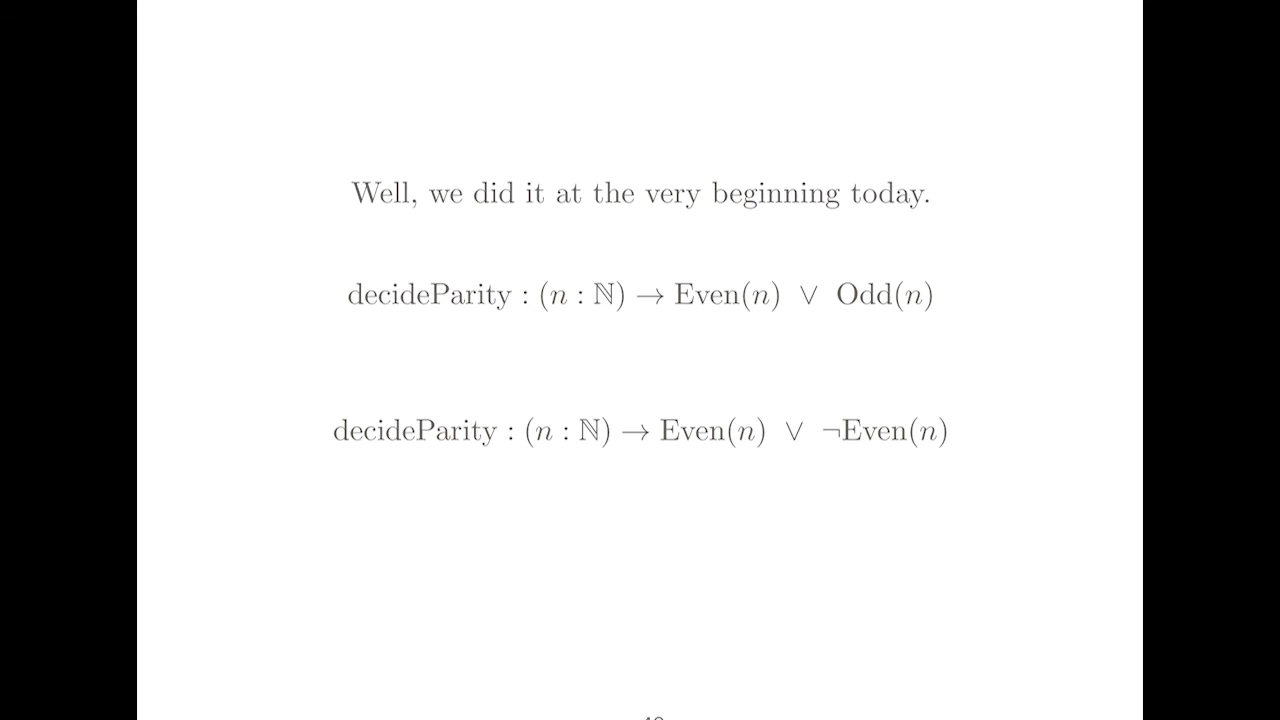 Well, we did it at the very beginning today.
decideParity : (n : ℕ) → Even(n) ∨ Odd(n)
decideParity : (n : ℕ) → Even(n) ∨ ¬Even(n)